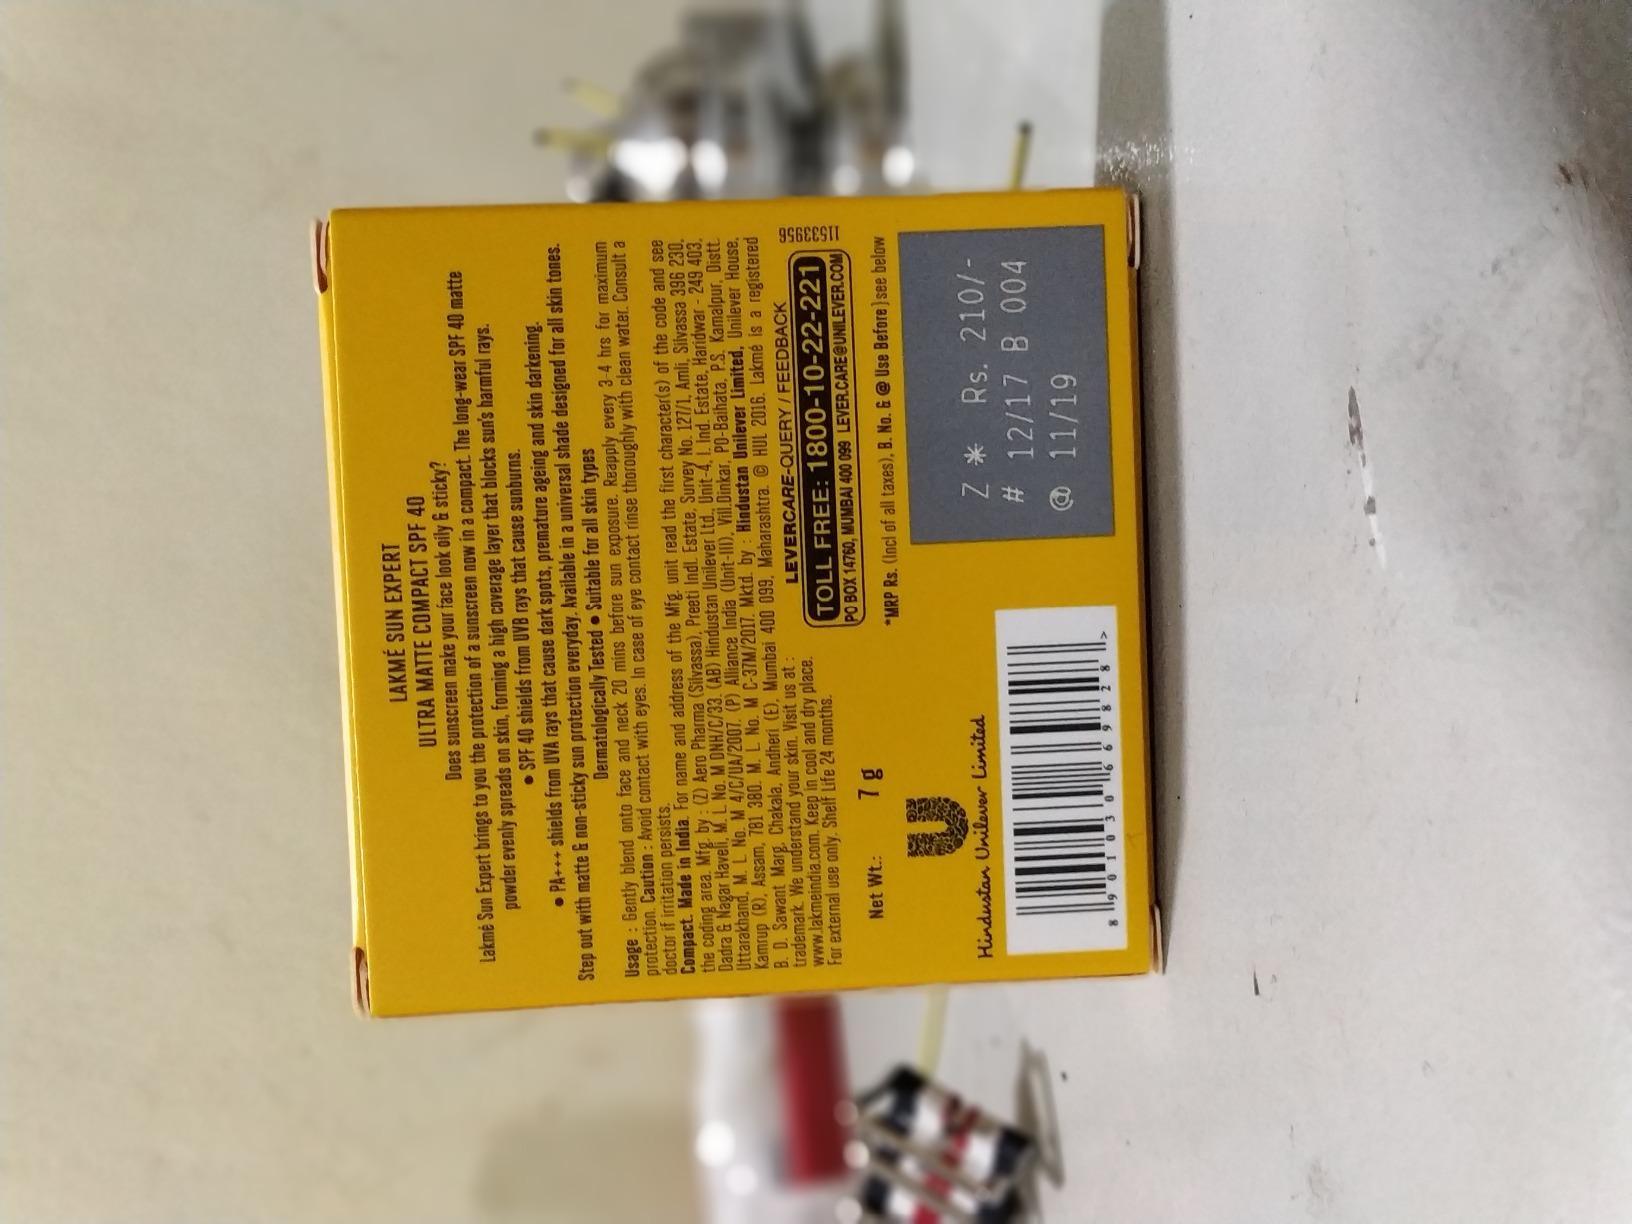 LAKMÉ SUN EXPERT
ULTRA MATTE COMPACT SPF 40
Does sunscreen make your face look oily & sticky?
Lakmé Sun Expert brings to you the protection of a sunscreen now in a compact. The long-wear SPF 40 matte
powder evenly spreads on skin, forming a high coverage layer that blocks sun's harmful rays.
• SPF 40 shields from UVB rays that cause sunburns.
• PA+++ shields from UVA rays that cause dark spots, premature ageing and skin darkening.
Step out with matte & non-sticky sun protection everyday. Available in a universal shade designed for all skin tones.
Dermatologically Tested • Suitable for all skin types
Usage : Gently blend onto face and neck 20 mins before sun exposure. Reapply every 3-4 hrs for maximum
protection. Caution : Avoid contact with eyes. In case of eye contact rinse thoroughly with clean water. Consult a
doctor if irritation persists.
Compact. Made in India. For name and address of the Mfg. unit read the first character(s) of the code and see
the coding area. Mfg. by : (Z) Aero Pharma (Silvassa), Preeti Indl. Estate, Survey No. 127/1, Amli, Silvassa 396 230,
Dadra & Nagar Haveli, M. L. No. M DNH/C/33. (AB) Hindustan Unilever Ltd., Unit-4, I. Ind. Estate, Haridwar - 249 403,
Uttarakhand, M. L. No. M 4/C/UA/2007. (P) Alliance India (Unit-III), Vill. Dinkar, PO-Baihata, P.S. Kamalpur, Distt.
Kamrup (R), Assam, 781 380. M. L. No. M C-37M/2017. Mktd. by : Hindustan Unilever Limited, Unilever House,
B. D. Sawant Marg, Chakala, Andheri (E), Mumbai 400 099, Maharashtra. © HUL 2016. Lakmé is a registered
trademark. We understand your skin. Visit us at :
www.lakmeindia.com. Keep in cool and dry place.
For external use only. Shelf Life 24 months.
LEVERCARE-QUERY / FEEDBACK
TOLL FREE: 1800-10-22-221
PO BOX 14760, MUMBAI 400 099 LEVER.CARE@UNILEVER.COM
11533956
Net Wt.: 7 g
*MRP Rs. (Incl of all taxes), B. No. & @ Use Before ) see below
Z * Rs. 210/-
# 12/17 B 004
@ 11/19
Hindustan Unilever Limited
8 901030 669828 >